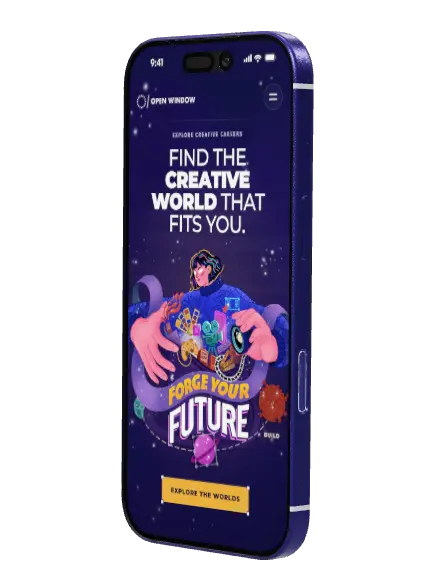 9:41
OPEN WINDOW
EXPLORE CREATIVE CAREERS
FIND THE
CREATIVE
WORLD THAT
FITS YOU.
FORGE YOUR
FUTURE
BUILD
EXPLORE THE WORLDS